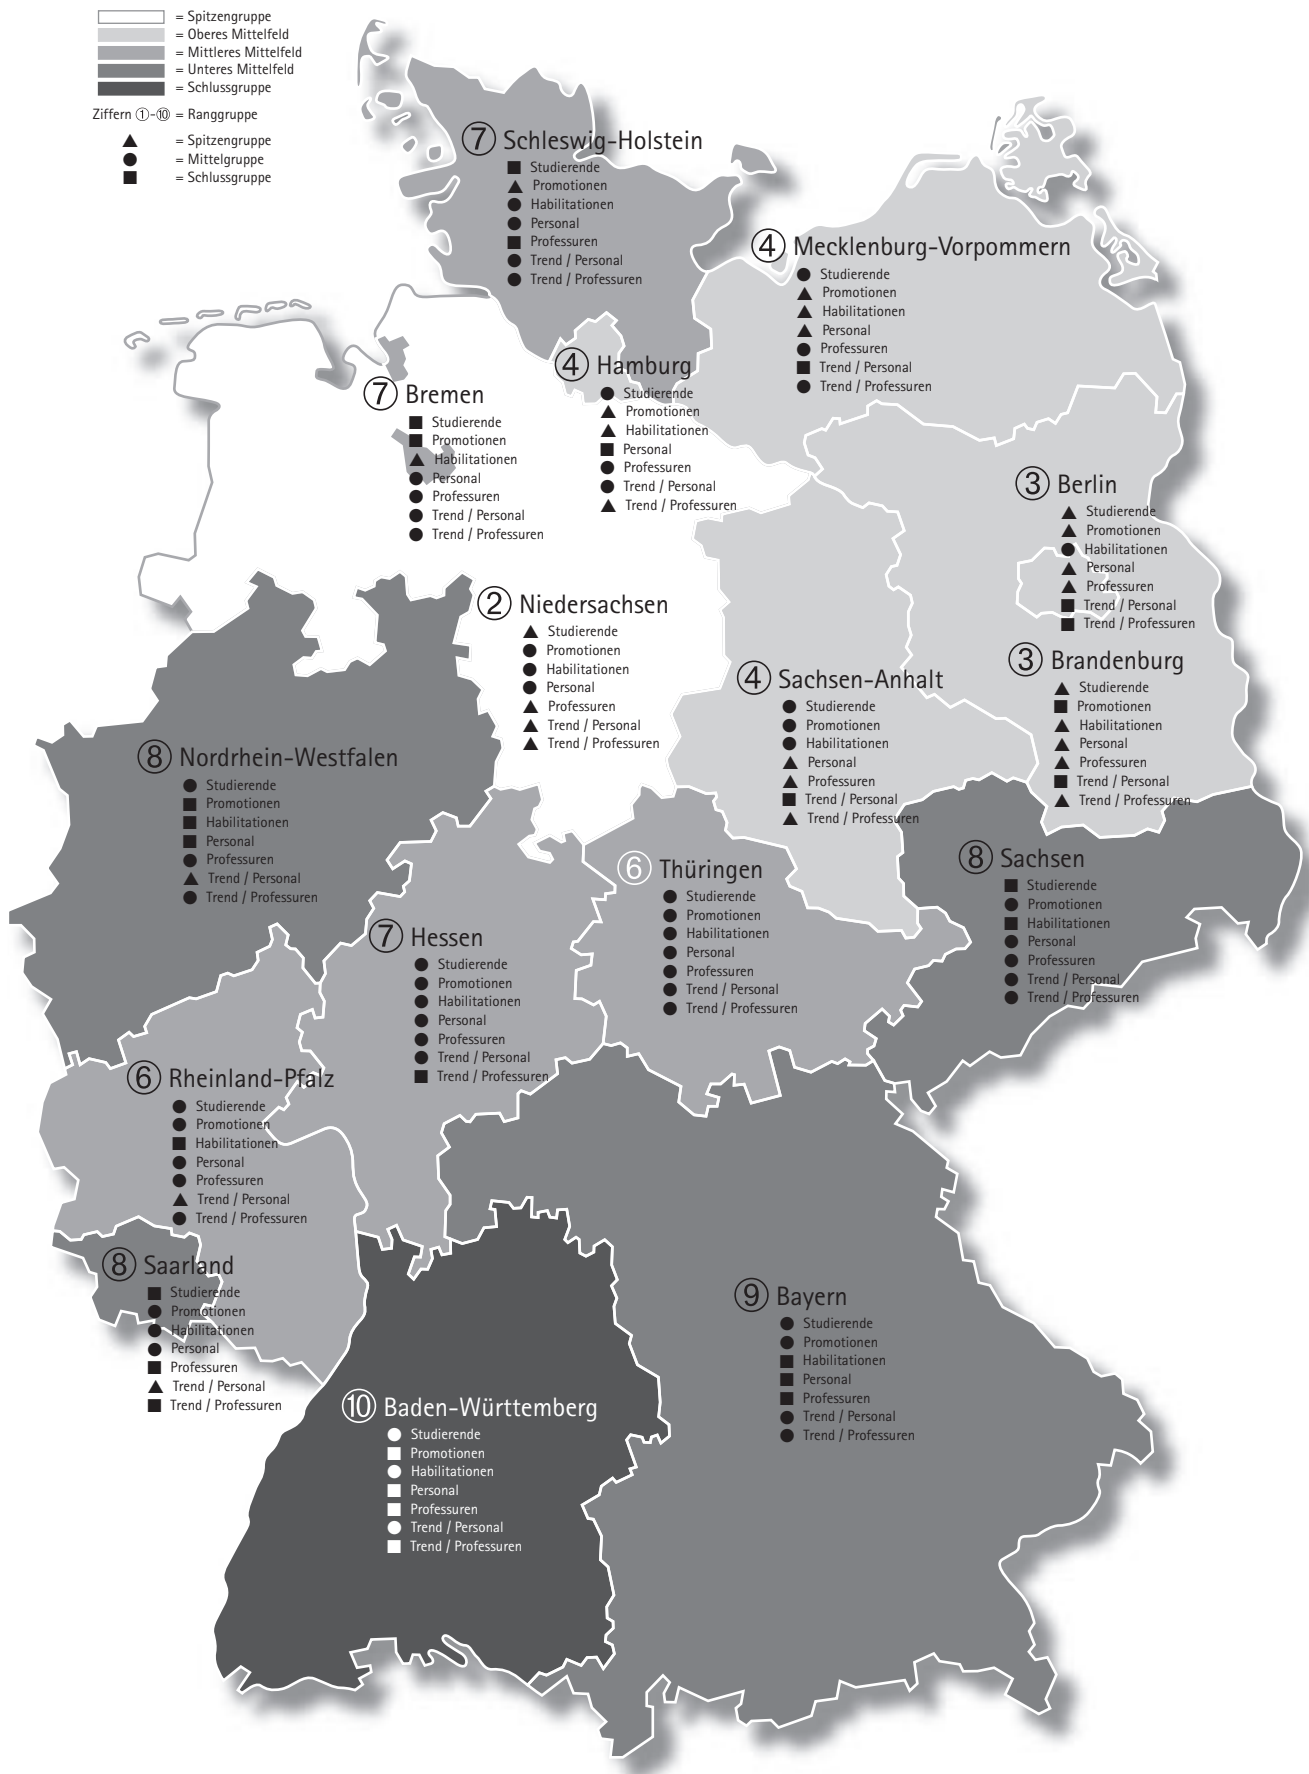 = Spitzengruppe
= Oberes Mittelfeld
= Mittleres Mittelfeld
= Unteres Mittelfeld
= Schlussgruppe
Ziffern ①-⑩ = Ranggruppe
▲ = Spitzengruppe
● = Mittelgruppe
■ = Schlussgruppe
⑦ Schleswig-Holstein
■ Studierende
▲ Promotionen
● Habilitationen
● Personal
■ Professuren
● Trend / Personal
● Trend / Professuren
④ Mecklenburg-Vorpommern
● Studierende
▲ Promotionen
▲ Habilitationen
▲ Personal
● Professuren
■ Trend / Personal
● Trend / Professuren
④ Hamburg
● Studierende
▲ Promotionen
▲ Habilitationen
■ Personal
● Professuren
● Trend / Personal
▲ Trend / Professuren
⑦ Bremen
■ Studierende
■ Promotionen
▲ Habilitationen
● Personal
● Professuren
● Trend / Personal
● Trend / Professuren
③ Berlin
▲ Studierende
▲ Promotionen
● Habilitationen
▲ Personal
▲ Professuren
■ Trend / Personal
■ Trend / Professuren
② Niedersachsen
▲ Studierende
● Promotionen
● Habilitationen
● Personal
▲ Professuren
▲ Trend / Personal
▲ Trend / Professuren
③ Brandenburg
▲ Studierende
■ Promotionen
▲ Habilitationen
▲ Personal
▲ Professuren
■ Trend / Personal
▲ Trend / Professuren
④ Sachsen-Anhalt
● Studierende
● Promotionen
● Habilitationen
▲ Personal
▲ Professuren
■ Trend / Personal
▲ Trend / Professuren
⑧ Nordrhein-Westfalen
● Studierende
■ Promotionen
■ Habilitationen
■ Personal
● Professuren
▲ Trend / Personal
● Trend / Professuren
⑥ Thüringen
● Studierende
● Promotionen
● Habilitationen
● Personal
● Professuren
● Trend / Personal
● Trend / Professuren
⑧ Sachsen
■ Studierende
● Promotionen
■ Habilitationen
● Personal
● Professuren
● Trend / Personal
● Trend / Professuren
⑦ Hessen
● Studierende
● Promotionen
● Habilitationen
● Personal
● Professuren
● Trend / Personal
■ Trend / Professuren
⑥ Rheinland-Pfalz
● Studierende
● Promotionen
■ Habilitationen
● Personal
● Professuren
▲ Trend / Personal
● Trend / Professuren
⑧ Saarland
■ Studierende
● Promotionen
● Habilitationen
● Personal
■ Professuren
▲ Trend / Personal
■ Trend / Professuren
⑨ Bayern
● Studierende
● Promotionen
■ Habilitationen
■ Personal
■ Professuren
● Trend / Personal
● Trend / Professuren
⑩ Baden-Württemberg
● Studierende
■ Promotionen
● Habilitationen
■ Personal
■ Professuren
● Trend / Personal
■ Trend / Professuren